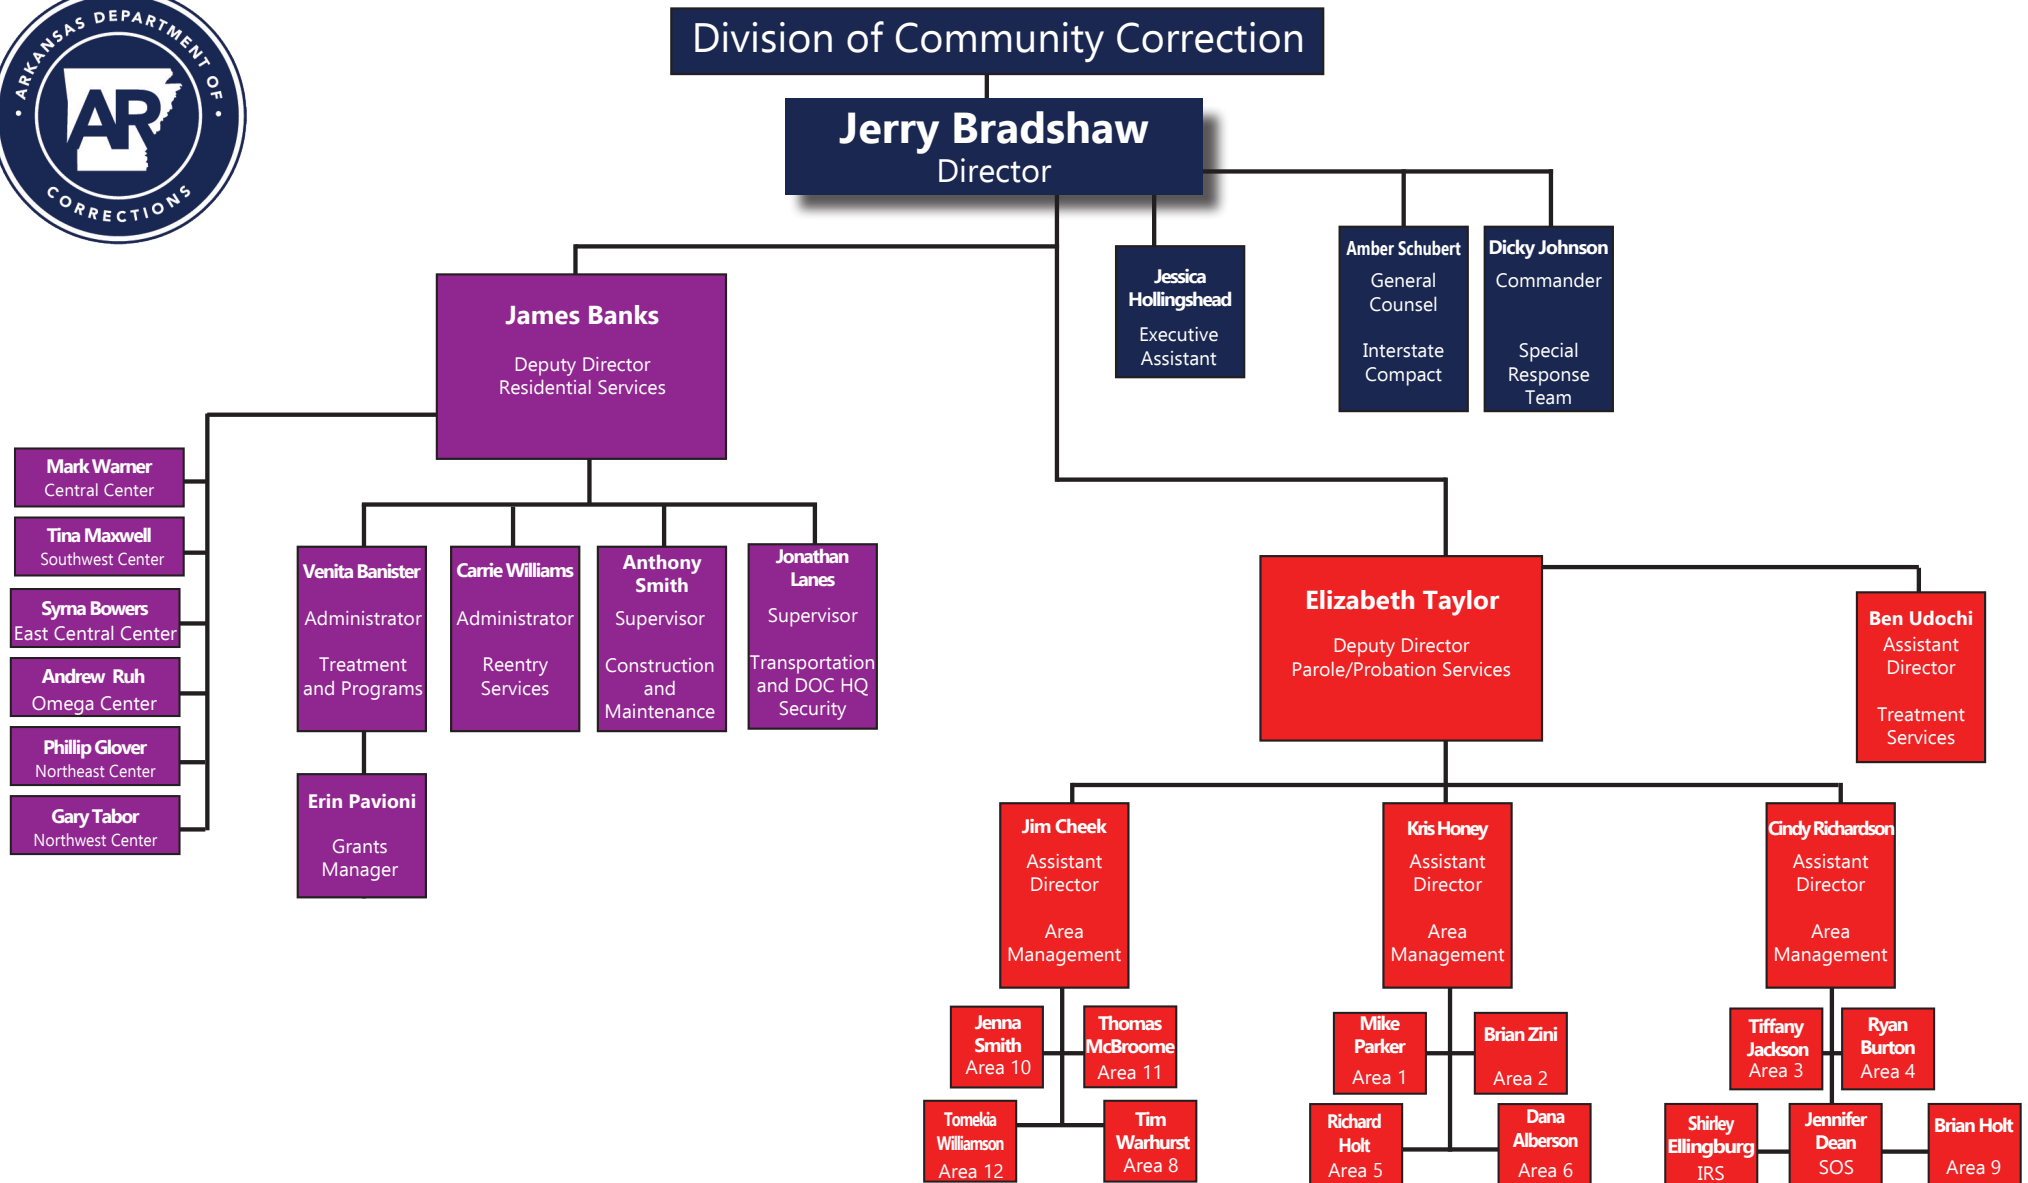 ARKANSAS DEPARTMENT OF
AR
CORRECTIONS
Division of Community Correction
Jerry Bradshaw
Director
Jessica
Hollingshead
Executive
Assistant
Amber Schubert
General
Counsel
Interstate
Compact
Dicky Johnson
Commander
Special
Response
Team
James Banks
Deputy Director
Residential Services
Mark Warner
Central Center
Tina Maxwell
Southwest Center
Syrna Bowers
East Central Center
Andrew Ruh
Omega Center
Phillip Glover
Northeast Center
Gary Tabor
Northwest Center
Venita Banister
Administrator
Treatment
and Programs
Carrie Williams
Administrator
Reentry
Services
Anthony
Smith
Supervisor
Construction
and
Maintenance
Jonathan
Lanes
Supervisor
Transportation
and DOC HQ
Security
Erin Pavioni
Grants
Manager
Elizabeth Taylor
Deputy Director
Parole/Probation Services
Ben Udochi
Assistant
Director
Treatment
Services
Jim Cheek
Assistant
Director
Area
Management
Kris Honey
Assistant
Director
Area
Management
Cindy Richardson
Assistant
Director
Area
Management
Jenna
Smith
Area 10
Thomas
McBroome
Area 11
Tomekia
Williamson
Area 12
Tim
Warhurst
Area 8
Mike
Parker
Area 1
Brian Zini
Area 2
Richard
Holt
Area 5
Dana
Alberson
Area 6
Tiffany
Jackson
Area 3
Ryan
Burton
Area 4
Shirley
Ellingburg
IRS
Jennifer
Dean
SOS
Brian Holt
Area 9